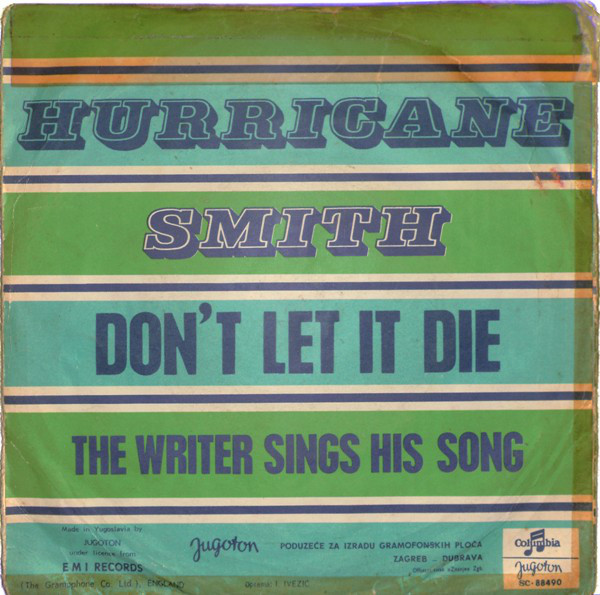 HURRICANE
SMITH
DON'T LET IT DIE
THE WRITER SINGS HIS SONG
Made in Yugoslavia by
JUGOTON
under licence from
EMI RECORDS
(The Gramophone Co. Ltd.), ENGLAND
Jugoton
PODUZEĆE ZA IZRADU GRAMOFONSKIH PLOČA
ZAGREB – DUBRAVA
Oprema: I. IVEZIĆ
Columbia
Jugoton
SC-88490